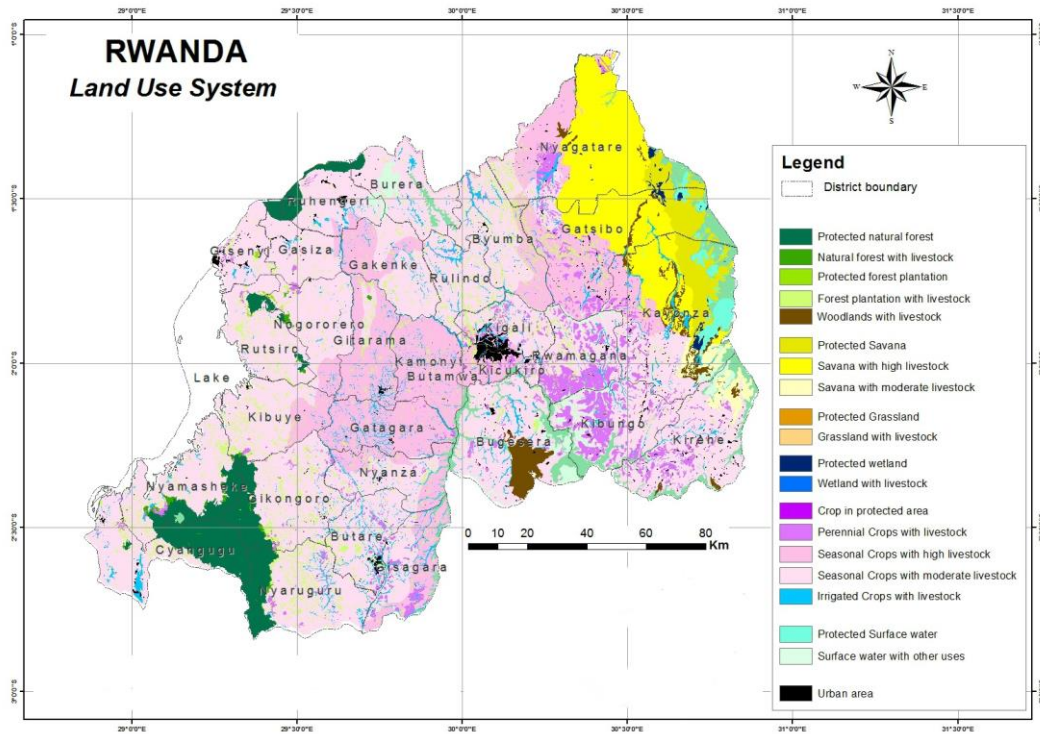 RWANDA
Land Use System
N
W E
S
Legend
District boundary
Protected natural forest
Natural forest with livestock
Protected forest plantation
Forest plantation with livestock
Woodlands with livestock
Protected Savana
Savana with high livestock
Savana with moderate livestock
Protected Grassland
Grassland with livestock
Protected wetland
Wetland with livestock
Crop in protected area
Perennial Crops with livestock
Seasonal Crops with high livestock
Seasonal Crops with moderate livestock
Irrigated Crops with livestock
Protected Surface water
Surface water with other uses
Urban area
Nyagatare
Burera
Ruhengeri
Gatsibo
Byumba
Gisenyi
Gasiza
Gakenke
Rulindo
Kayonza
Nogororero
Kigali
Gitarama
Rutsiro
Rwamagana
Kamonyi
Kicukiro
Butamwa
Lake
Kibuye
Gatagara
Kibungo
Bugesera
Kirehe
Nyanza
Nyamasheke
Gikongoro
Butare
Cyangugu
Gisagara
Nyaruguru
0 10 20 40 60 80
Km
29°0'0"E 29°30'0"E 30°0'0"E 30°30'0"E 31°0'0"E 31°30'0"E